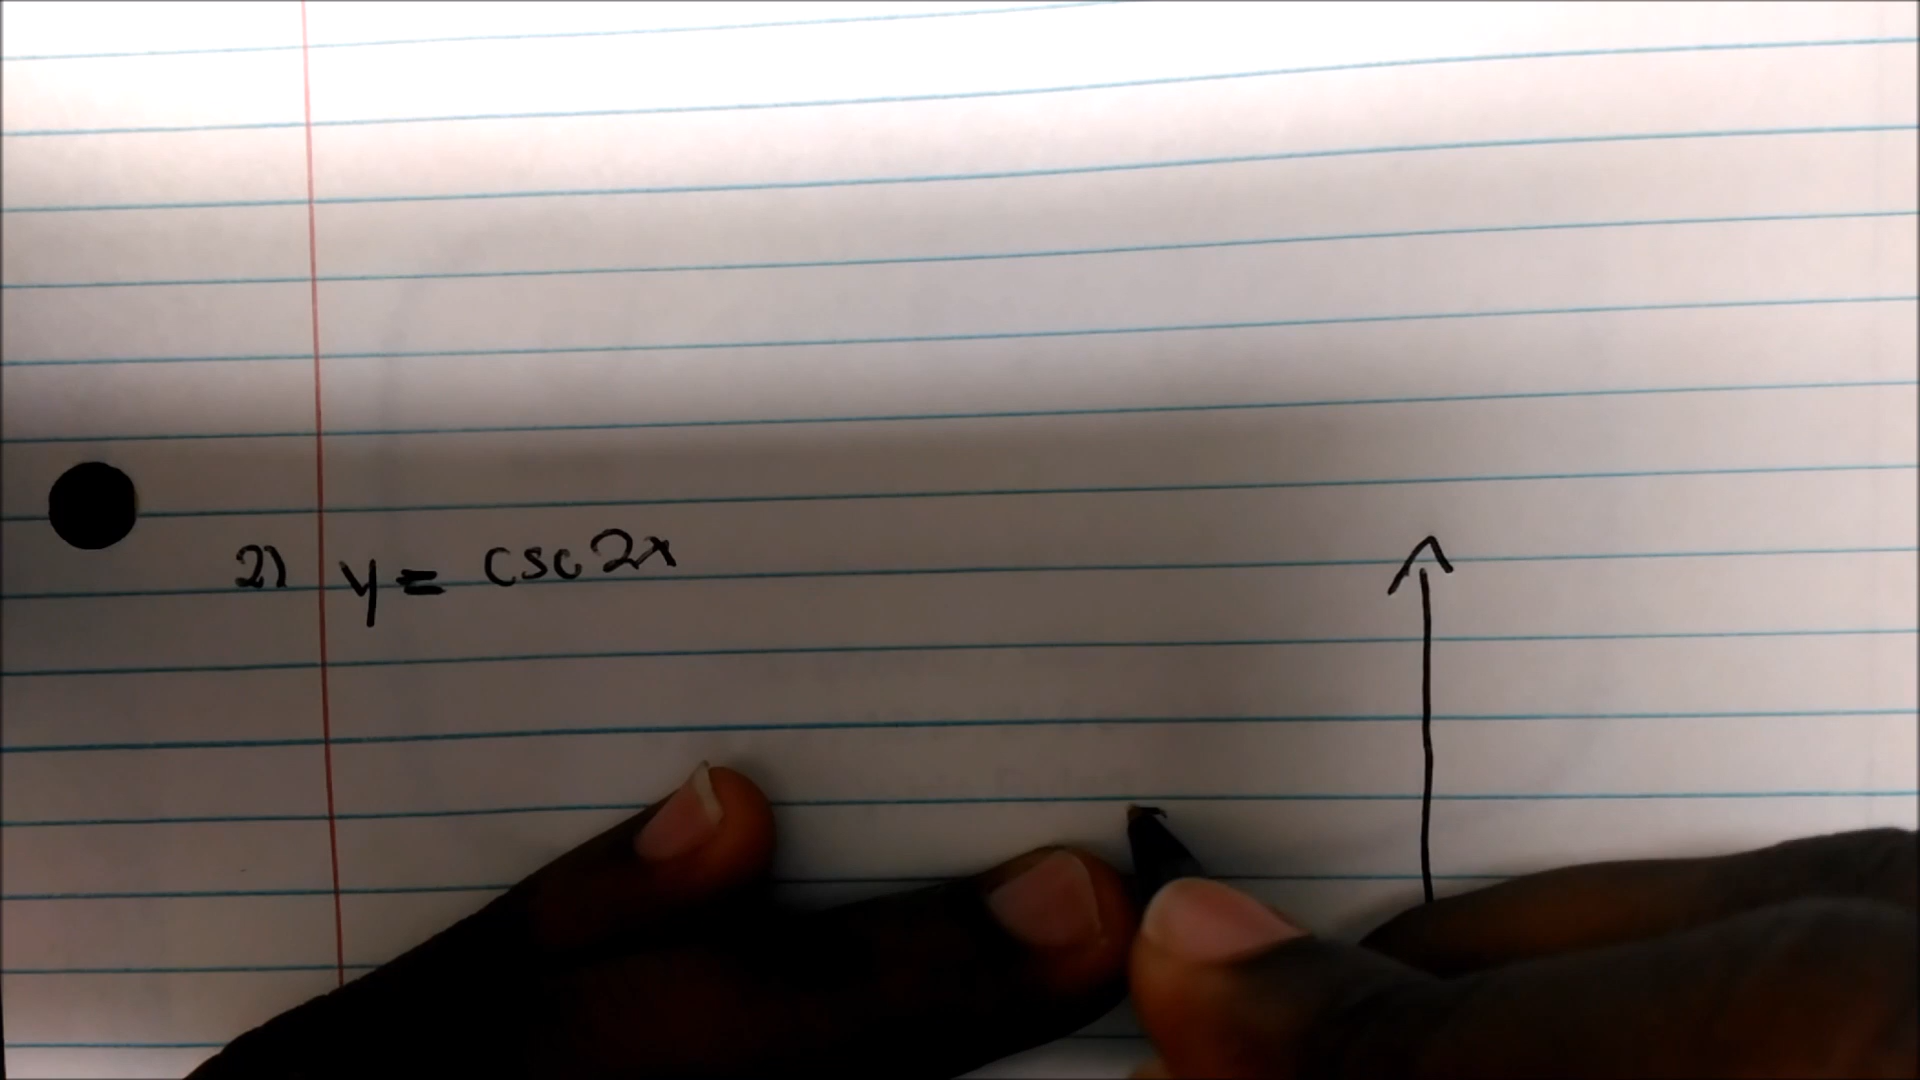 2) y = csc 2x